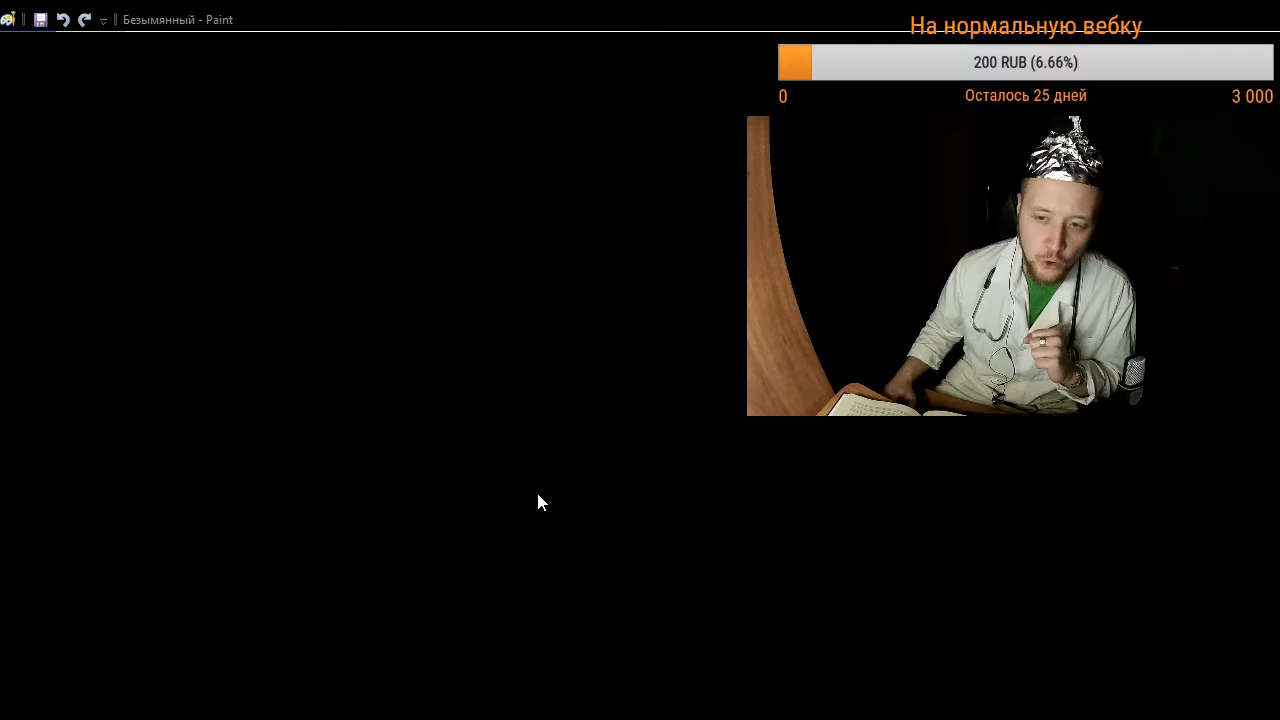 Безымянный - Paint
На нормальную вебку
200 RUB (6.66%)
0 Осталось 25 дней 3 000